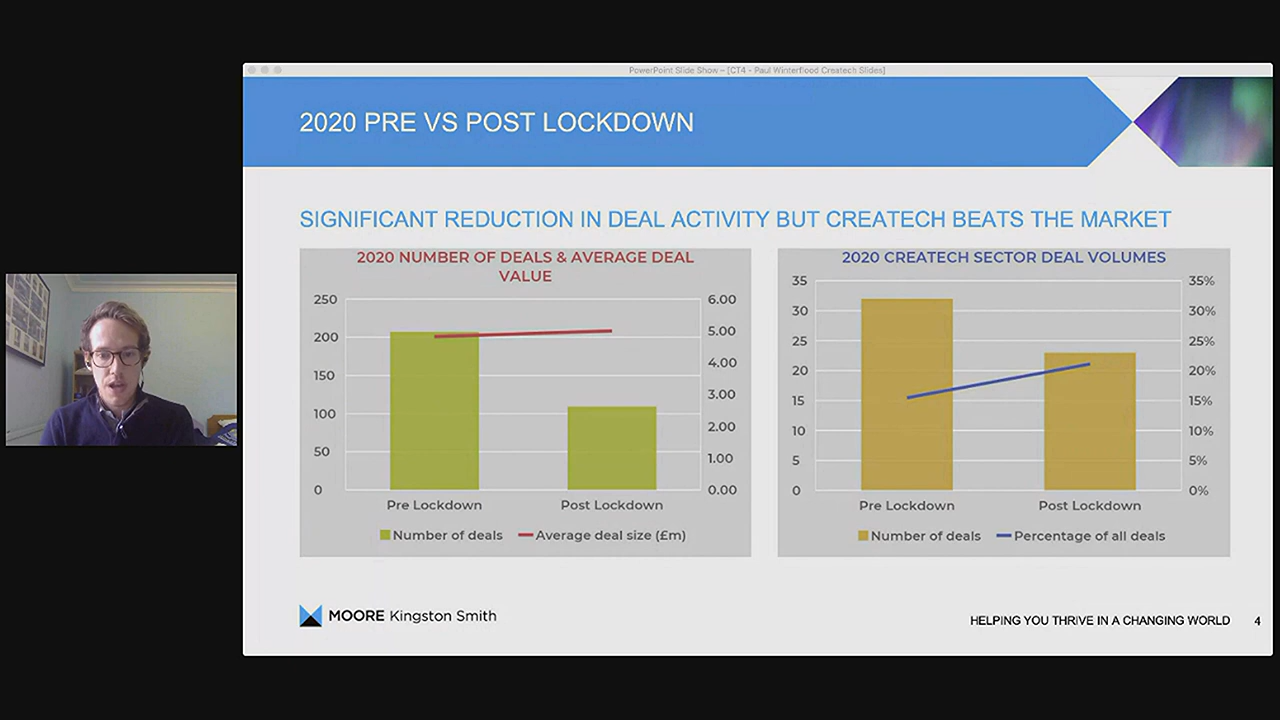 PowerPoint Slide Show – [CT4 - Paul Winterflood Createch Slides]
2020 PRE VS POST LOCKDOWN
SIGNIFICANT REDUCTION IN DEAL ACTIVITY BUT CREATECH BEATS THE MARKET
2020 NUMBER OF DEALS & AVERAGE DEAL
VALUE
250 6.00
200 5.00
150 4.00
100 3.00
50 2.00
0 1.00
0.00
Pre Lockdown Post Lockdown
Number of deals Average deal size (£m)
2020 CREATECH SECTOR DEAL VOLUMES
35 35%
30 30%
25 25%
20 20%
15 15%
10 10%
5 5%
0 0%
Pre Lockdown Post Lockdown
Number of deals Percentage of all deals
MOORE Kingston Smith
HELPING YOU THRIVE IN A CHANGING WORLD 4